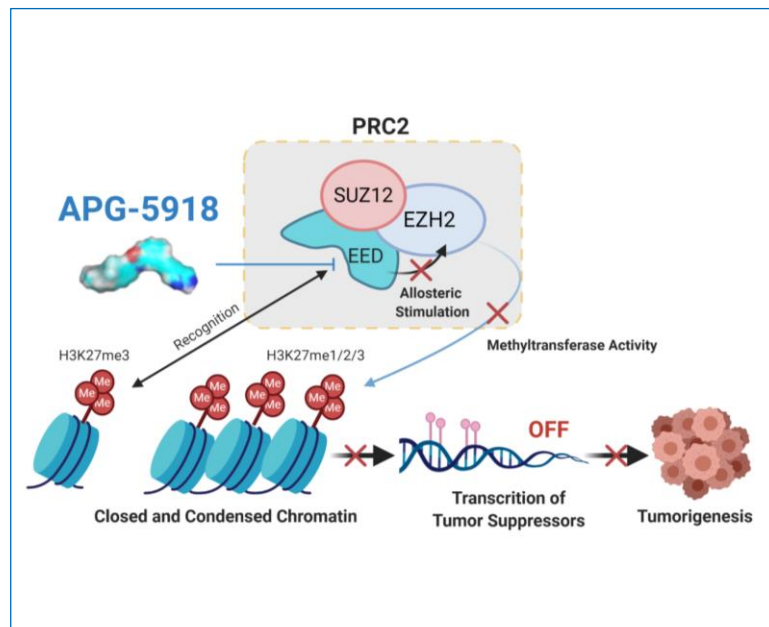 PRC2
APG-5918
SUZ12
EZH2
EED
Allosteric
Stimulation
Recognition
Methyltransferase Activity
H3K27me3
H3K27me1/2/3
Me
Me
Me
Me
Me
Me
Me
Me
Me
Me
Me
Me
OFF
Closed and Condensed Chromatin
Transcrition of
Tumor Suppressors
Tumorigenesis